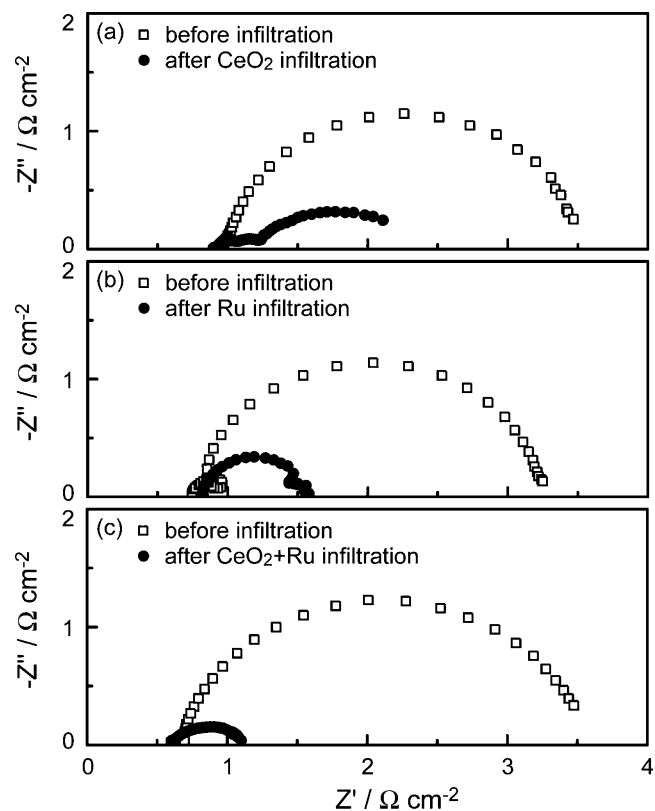 2
(a)
before infiltration
after CeO2 infiltration
1
-Z" / Ω cm-2
0
2
(b)
before infiltration
after Ru infiltration
1
-Z" / Ω cm-2
0
2
(c)
before infiltration
after CeO2+Ru infiltration
1
-Z" / Ω cm-2
0
0 1 2 3 4
Z' / Ω cm-2